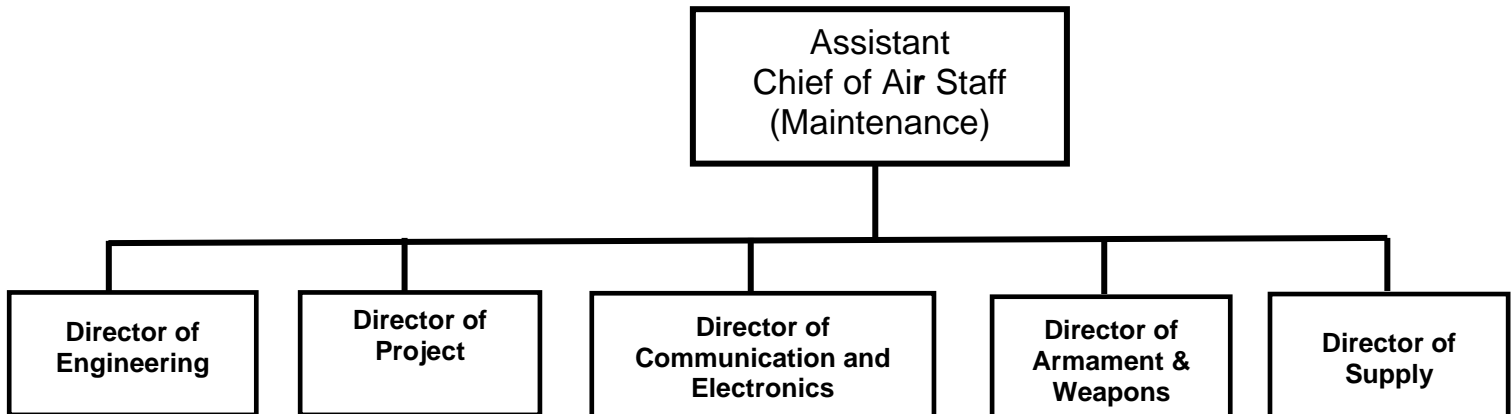 Assistant
Chief of Air Staff
(Maintenance)
Director of
Engineering
Director of
Project
Director of
Communication and
Electronics
Director of
Armament &
Weapons
Director of
Supply